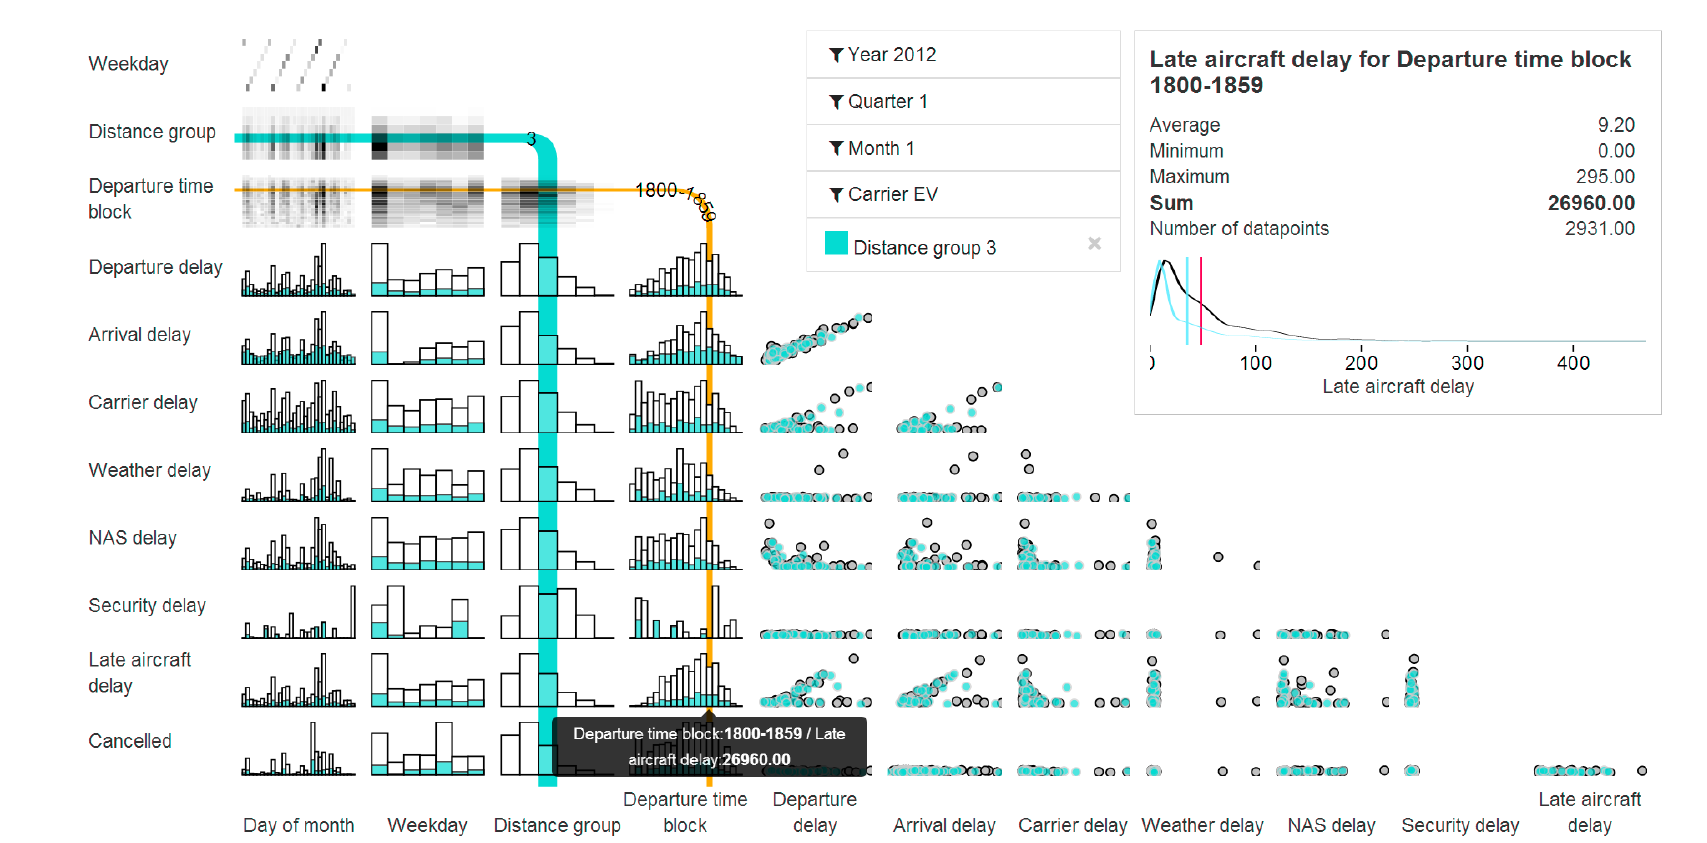 Weekday
Distance group
3
Departure time
block
1800-1859
Departure delay
Arrival delay
Carrier delay
Weather delay
NAS delay
Security delay
Late aircraft
delay
Cancelled
Year 2012
Quarter 1
Month 1
Carrier EV
Distance group 3
Late aircraft delay for Departure time block
1800-1859
Average 9.20
Minimum 0.00
Maximum 295.00
Sum 26960.00
Number of datapoints 2931.00
0 100 200 300 400
Late aircraft delay
Departure time block:1800-1859 / Late
aircraft delay:26960.00
Day of month
Weekday
Distance group
Departure time
block
Departure
delay
Arrival delay
Carrier delay
Weather delay
NAS delay
Security delay
Late aircraft
delay